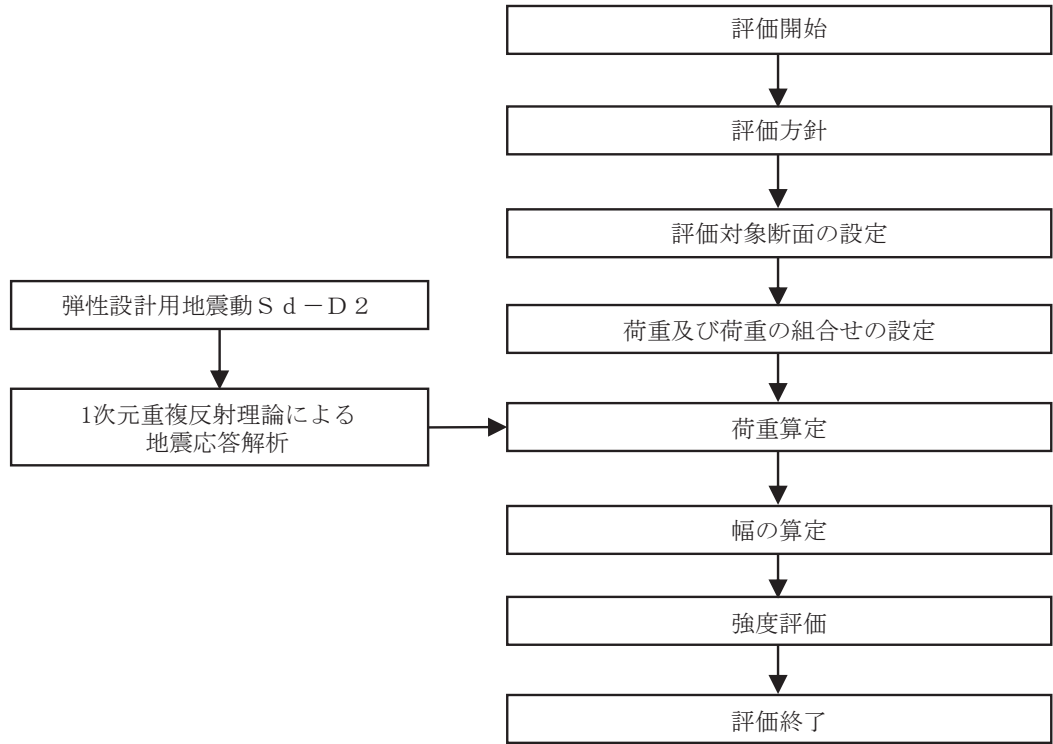 評価開始
評価方針
評価対象断面の設定
荷重及び荷重の組合せの設定
弾性設計用地震動Ｓｄ－Ｄ２
1次元重複反射理論による
地震応答解析
荷重算定
幅の算定
強度評価
評価終了